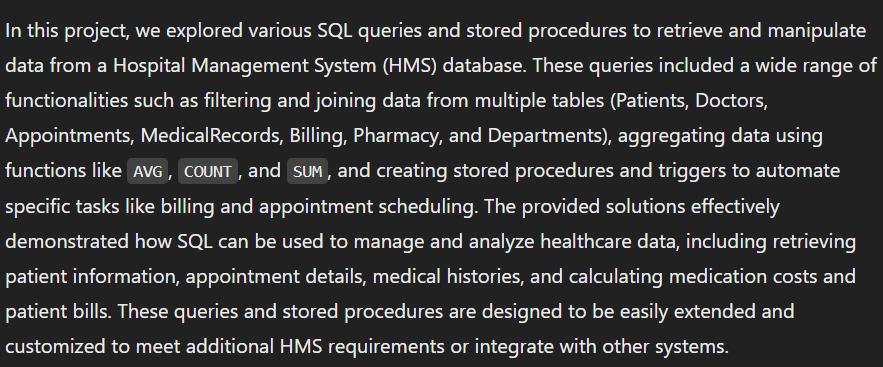 In this project, we explored various SQL queries and stored procedures to retrieve and manipulate
data from a Hospital Management System (HMS) database. These queries included a wide range of
functionalities such as filtering and joining data from multiple tables (Patients, Doctors,
Appointments, MedicalRecords, Billing, Pharmacy, and Departments), aggregating data using
functions like AVG, COUNT, and SUM, and creating stored procedures and triggers to automate
specific tasks like billing and appointment scheduling. The provided solutions effectively
demonstrated how SQL can be used to manage and analyze healthcare data, including retrieving
patient information, appointment details, medical histories, and calculating medication costs and
patient bills. These queries and stored procedures are designed to be easily extended and
customized to meet additional HMS requirements or integrate with other systems.